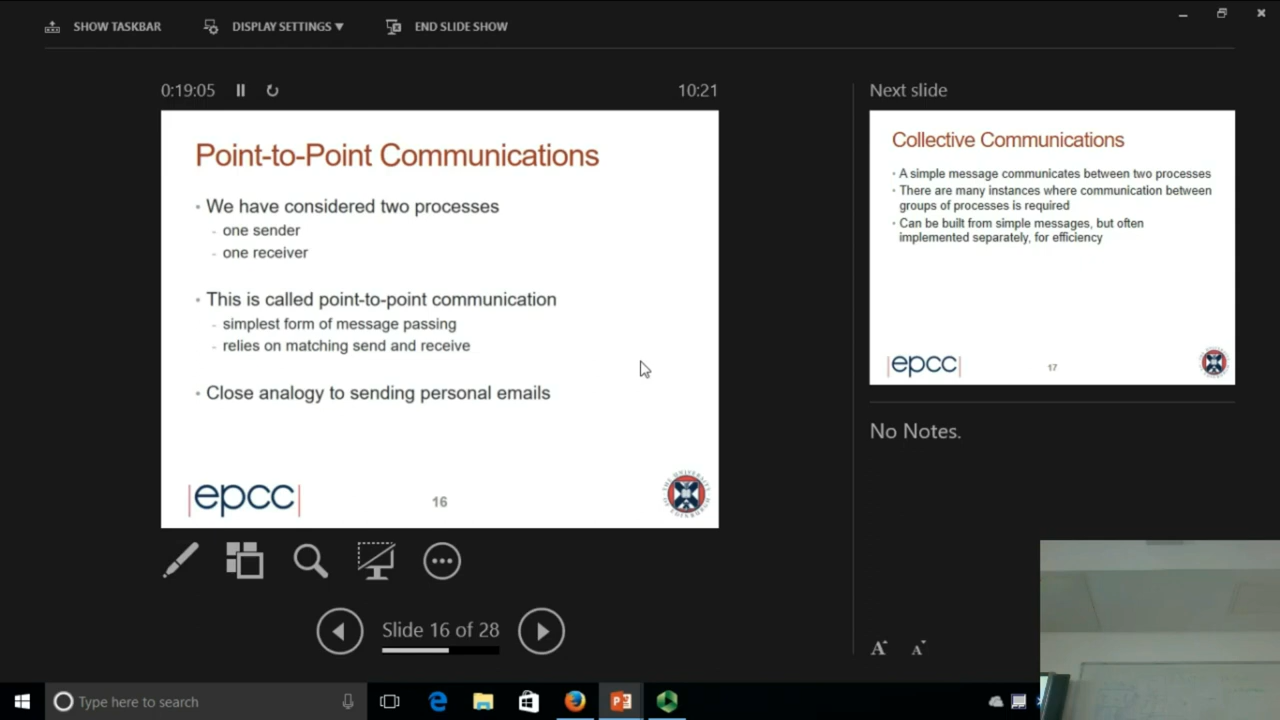 SHOW TASKBAR
DISPLAY SETTINGS ▼
END SLIDE SHOW
0:19:05
10:21
Next slide
Point-to-Point Communications
• We have considered two processes
- one sender
- one receiver
• This is called point-to-point communication
- simplest form of message passing
- relies on matching send and receive
• Close analogy to sending personal emails
epcc
16
Collective Communications
• A simple message communicates between two processes
• There are many instances where communication between
groups of processes is required
• Can be built from simple messages, but often
implemented separately, for efficiency
epcc
17
No Notes.
Slide 16 of 28
A A
Type here to search